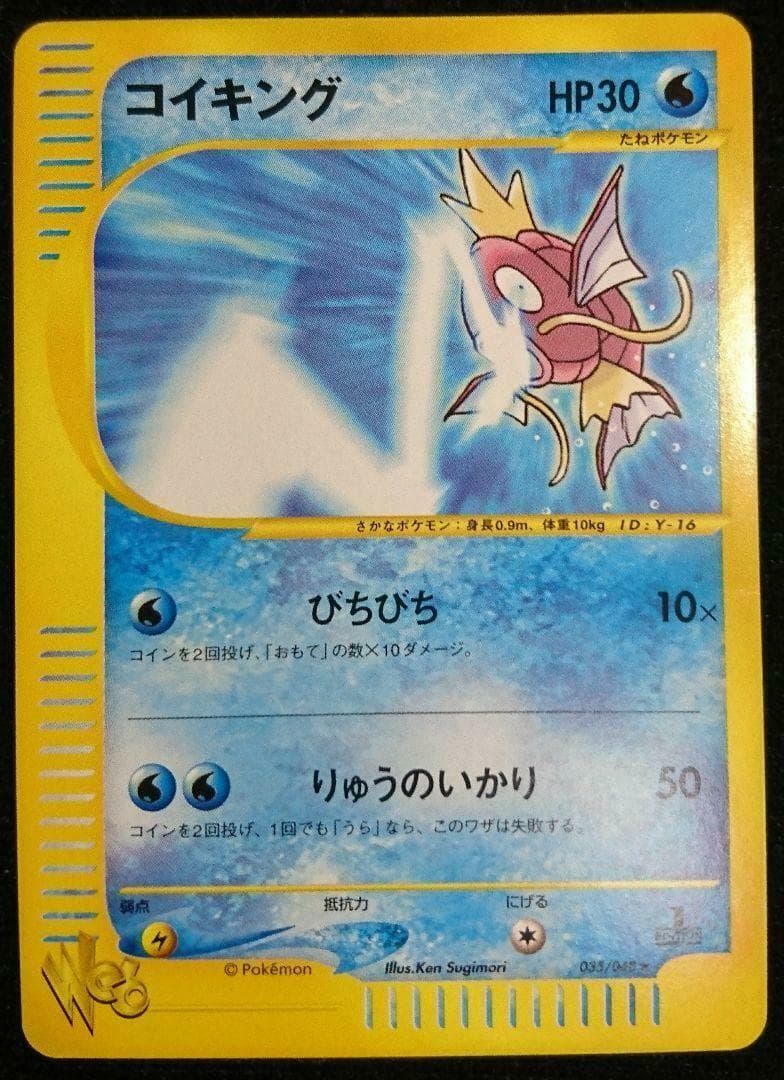 コイキング HP30
たねポケモン
さかなポケモン：身長0.9m、体重10kg ID:Y-16
びちびち 10×
コインを2回投げ、「おもて」の数×10ダメージ。
りゅうのいかり 50
コインを2回投げ、1回でも「うら」なら、このワザは失敗する。
弱点 抵抗力 にげる
1
EDITION
Web
©Pokémon Illus.Ken Sugimori 035/048 ★